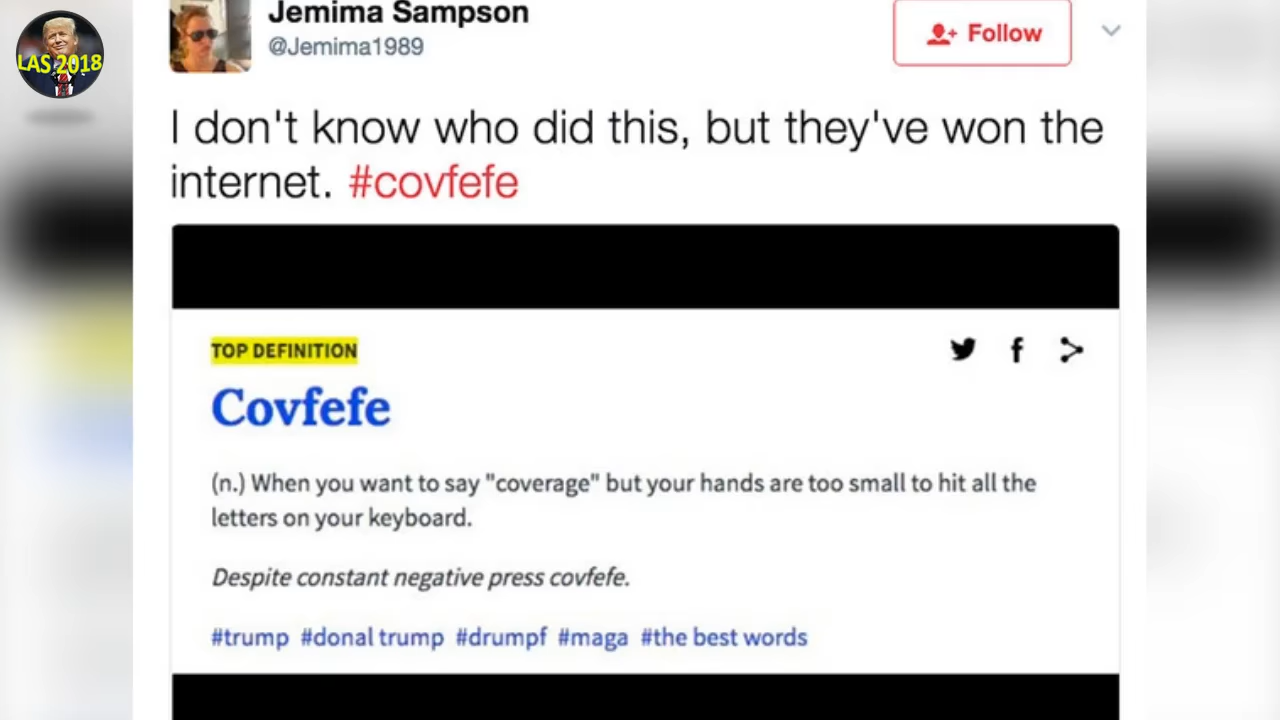 LAS 2018
Jemima Sampson
@Jemima1989
Follow
I don't know who did this, but they've won the
internet. #covfefe
TOP DEFINITION
Covfefe
(n.) When you want to say "coverage" but your hands are too small to hit all the
letters on your keyboard.
Despite constant negative press covfefe.
#trump #donal trump #drumpf #maga #the best words